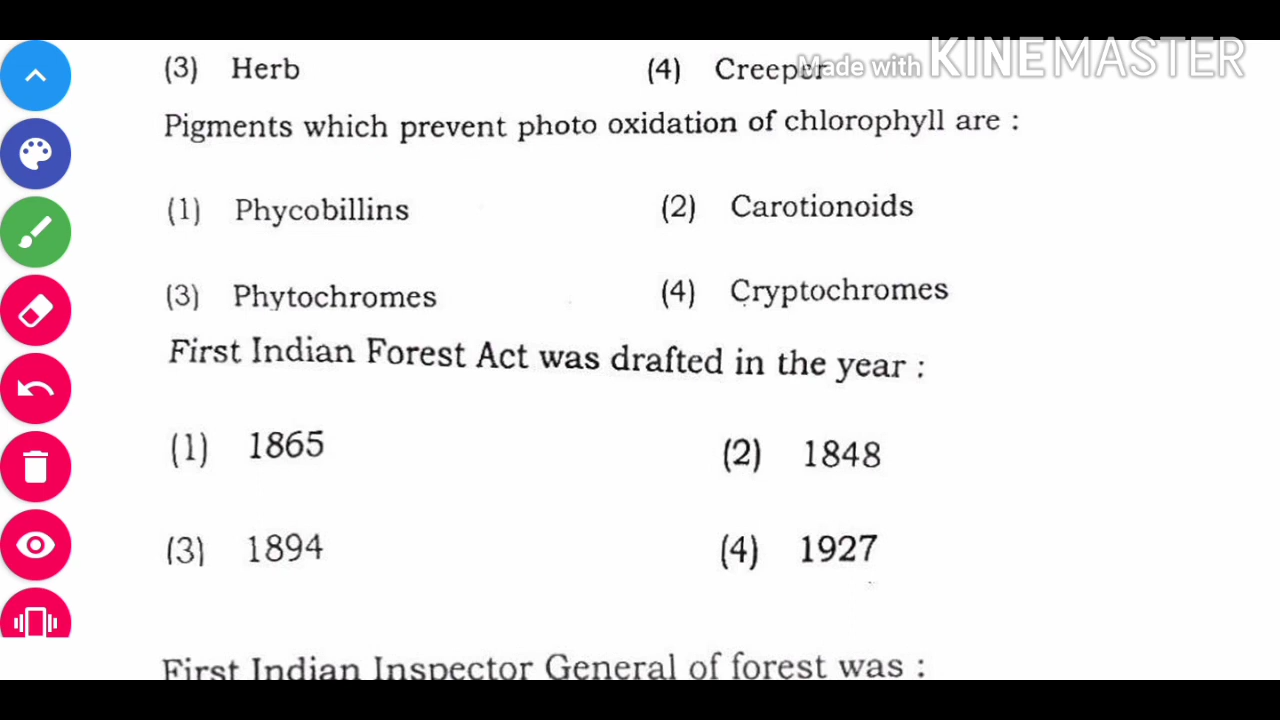 (3) Herb (4) Creeper
Made with KINEMASTER
Pigments which prevent photo oxidation of chlorophyll are :
(1) Phycobillins (2) Carotionoids
(3) Phytochromes (4) Cryptochromes
First Indian Forest Act was drafted in the year :
(1) 1865 (2) 1848
(3) 1894 (4) 1927
First Indian Inspector General of forest was :